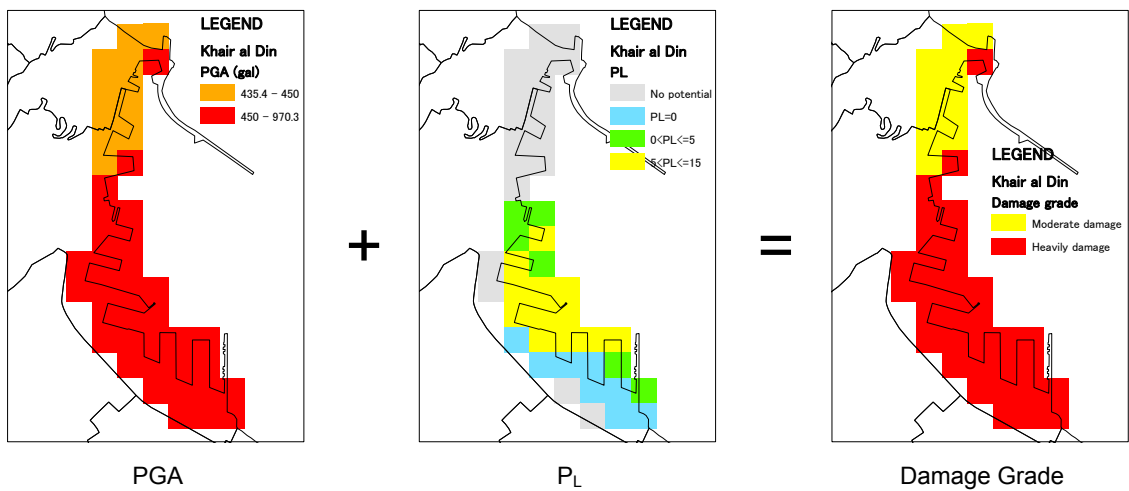 LEGEND
Khair al Din
PGA (gal)
435.4 - 450
450 - 970.3
PGA
+
LEGEND
Khair al Din
PL
No potential
PL=0
0<PL<=5
5<PL<=15
PL
=
LEGEND
Khair al Din
Damage grade
Moderate damage
Heavily damage
Damage Grade